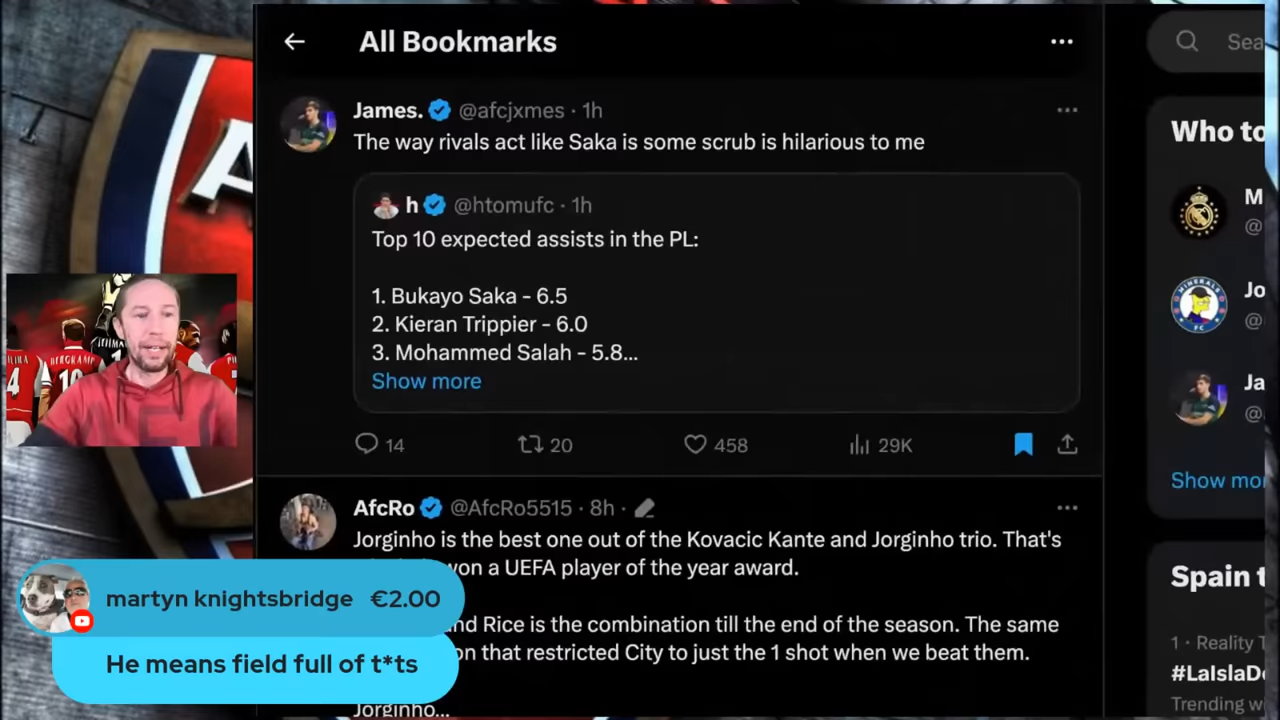 All Bookmarks
James. @afcjxmes · 1h
The way rivals act like Saka is some scrub is hilarious to me
h @htomufc · 1h
Top 10 expected assists in the PL:
1. Bukayo Saka - 6.5
2. Kieran Trippier - 6.0
3. Mohammed Salah - 5.8...
Show more
14 20 458 29K
AfcRo @AfcRo5515 · 8h ·
Jorginho is the best one out of the Kovacic Kante and Jorginho trio. That's
won a UEFA player of the year award.
and Rice is the combination till the end of the season. The same
that restricted City to just the 1 shot when we beat them.
Jorginho...
martyn knightsbridge €2.00
He means field full of t*ts
Sea
Who to
M
@
Jo
@
Ja
@
Show mor
Spain t
1 · Reality T
#LaIslaD
Trending w
4
BERGKAMP
10